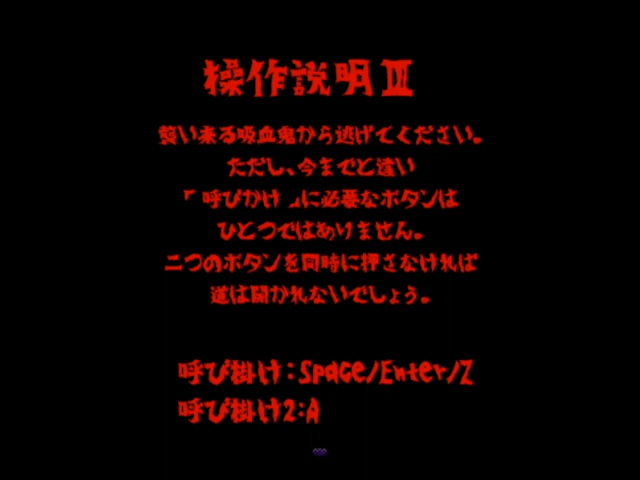 操作説明Ⅲ
襲い来る吸血鬼から逃げてください。
ただし、今までと違い
「 呼びかけ 」に必要なボタンは
ひとつではありません。
二つのボタンを同時に押さなければ
道は開かれないでしょう。
呼び掛け:Space/Enter/Z
呼び掛け2:A